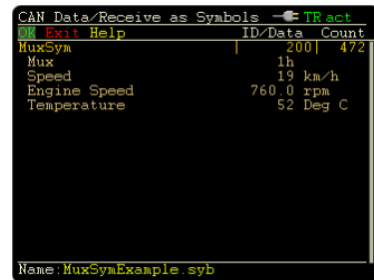 CAN Data/Receive as Symbols TR act
OK Exit Help ID/Data Count
MuxSym | 200| 472
Mux 1h
Speed 19 km/h
Engine Speed 760.0 rpm
Temperature 52 Deg C
Name:MuxSymExample.syb